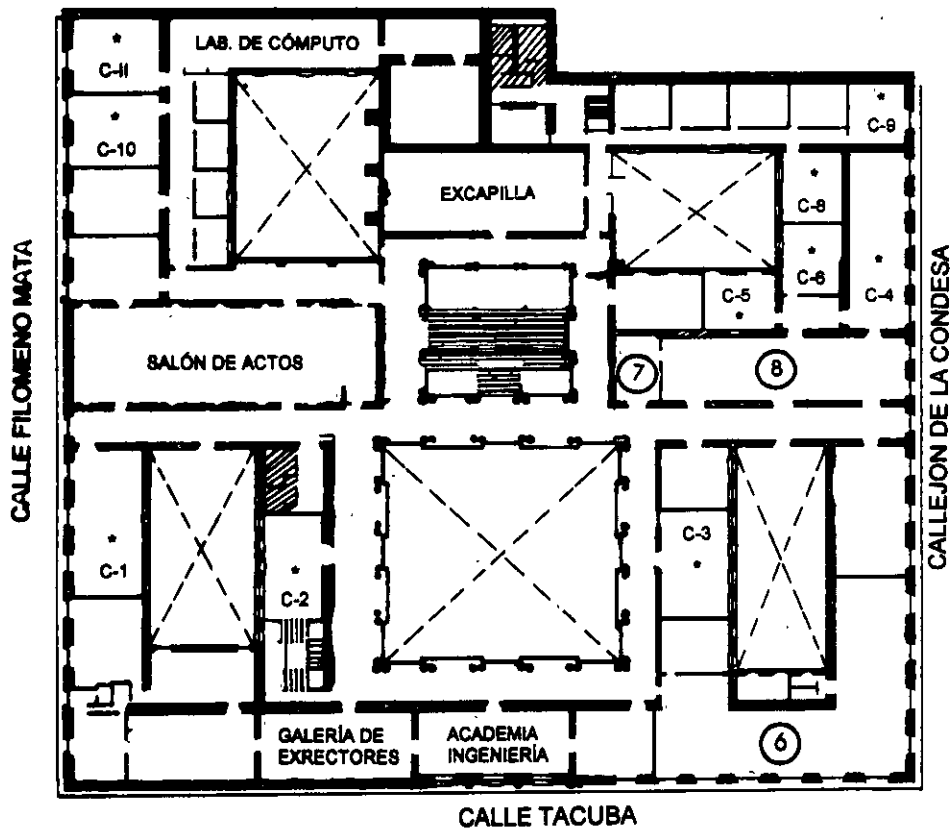 LAB. DE CÓMPUTO
*
C-11
*
C-10
*
C-9
EXCAPILLA
*
C-8
*
C-6
*
C-4
C-5
*
CALLE FILOMENO MATA
SALÓN DE ACTOS
7
8
CALLEJON DE LA CONDESA
*
C-1
*
C-2
C-3
*
GALERÍA DE
EXRECTORES
ACADEMIA
INGENIERÍA
6
CALLE TACUBA